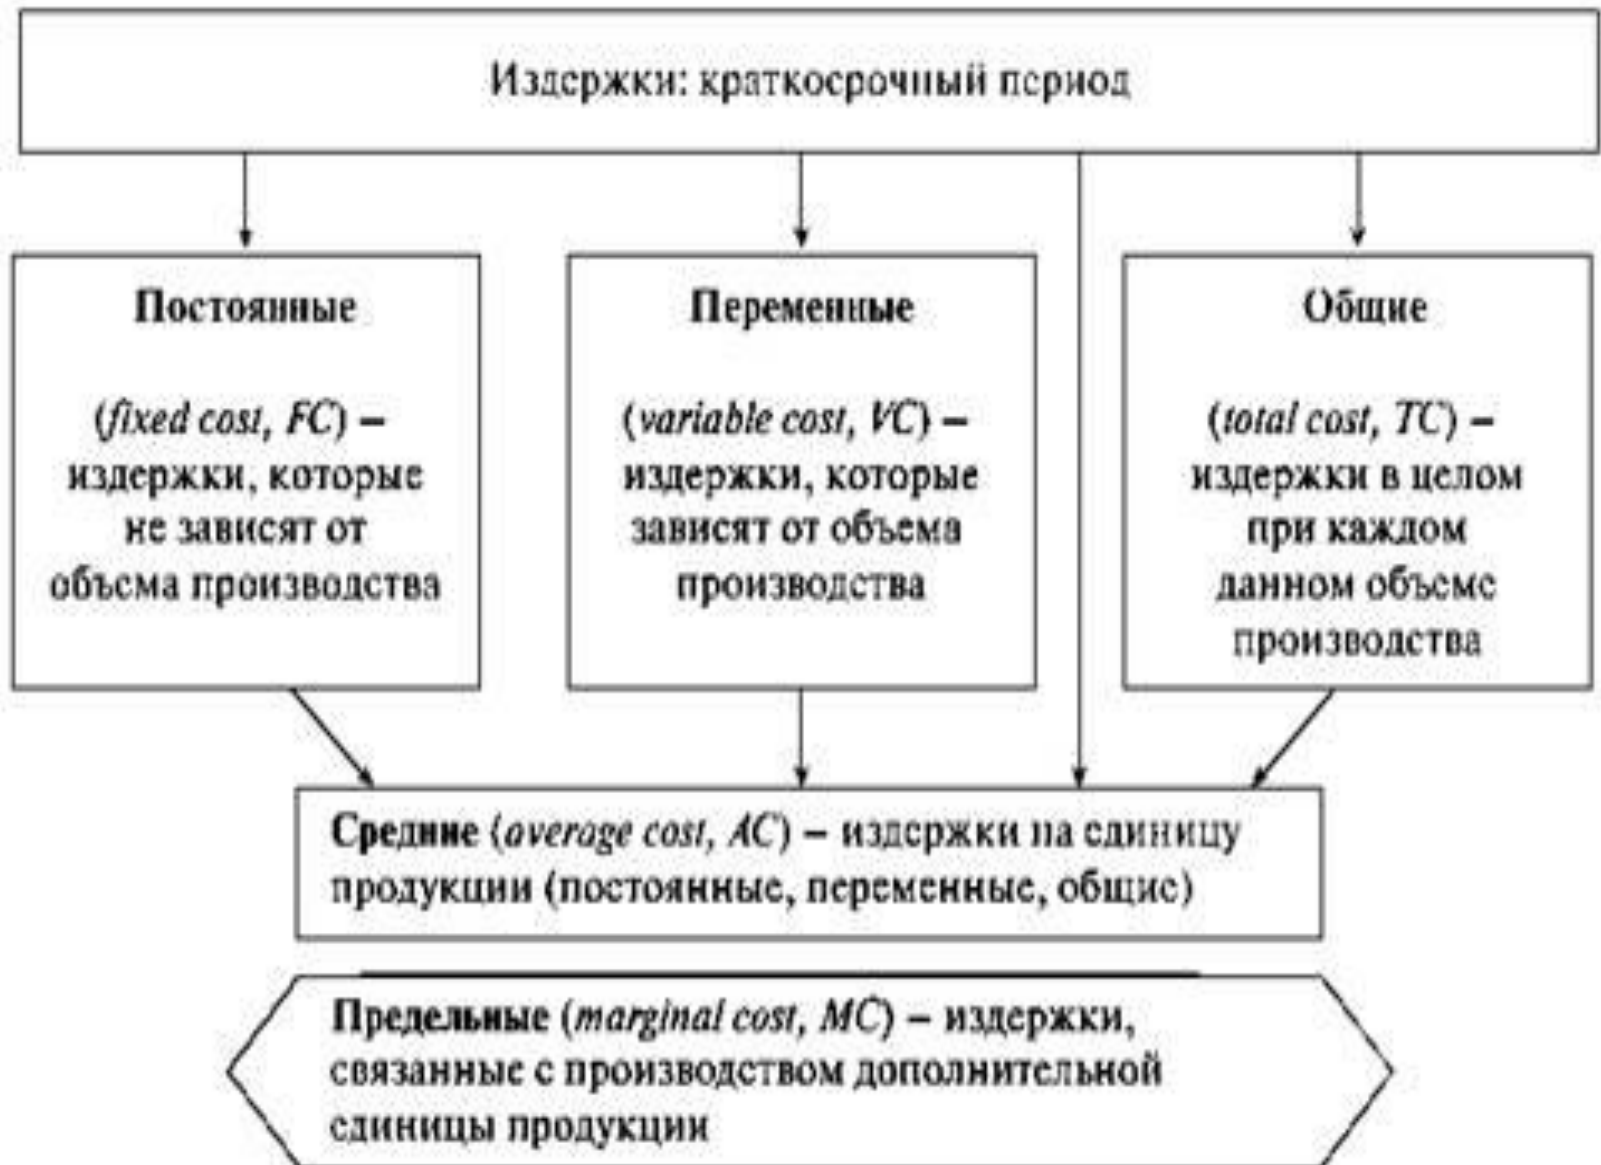 Издержки: краткосрочный период
Постоянные
(fixed cost, FC) –
издержки, которые
не зависят от
объема производства
Переменные
(variable cost, VC) –
издержки, которые
зависят от объема
производства
Общие
(total cost, TC) –
издержки в целом
при каждом
данном объеме
производства
Средние (average cost, AC) – издержки на единицу
продукции (постоянные, переменные, общие)
Предельные (marginal cost, MC) – издержки,
связанные с производством дополнительной
единицы продукции